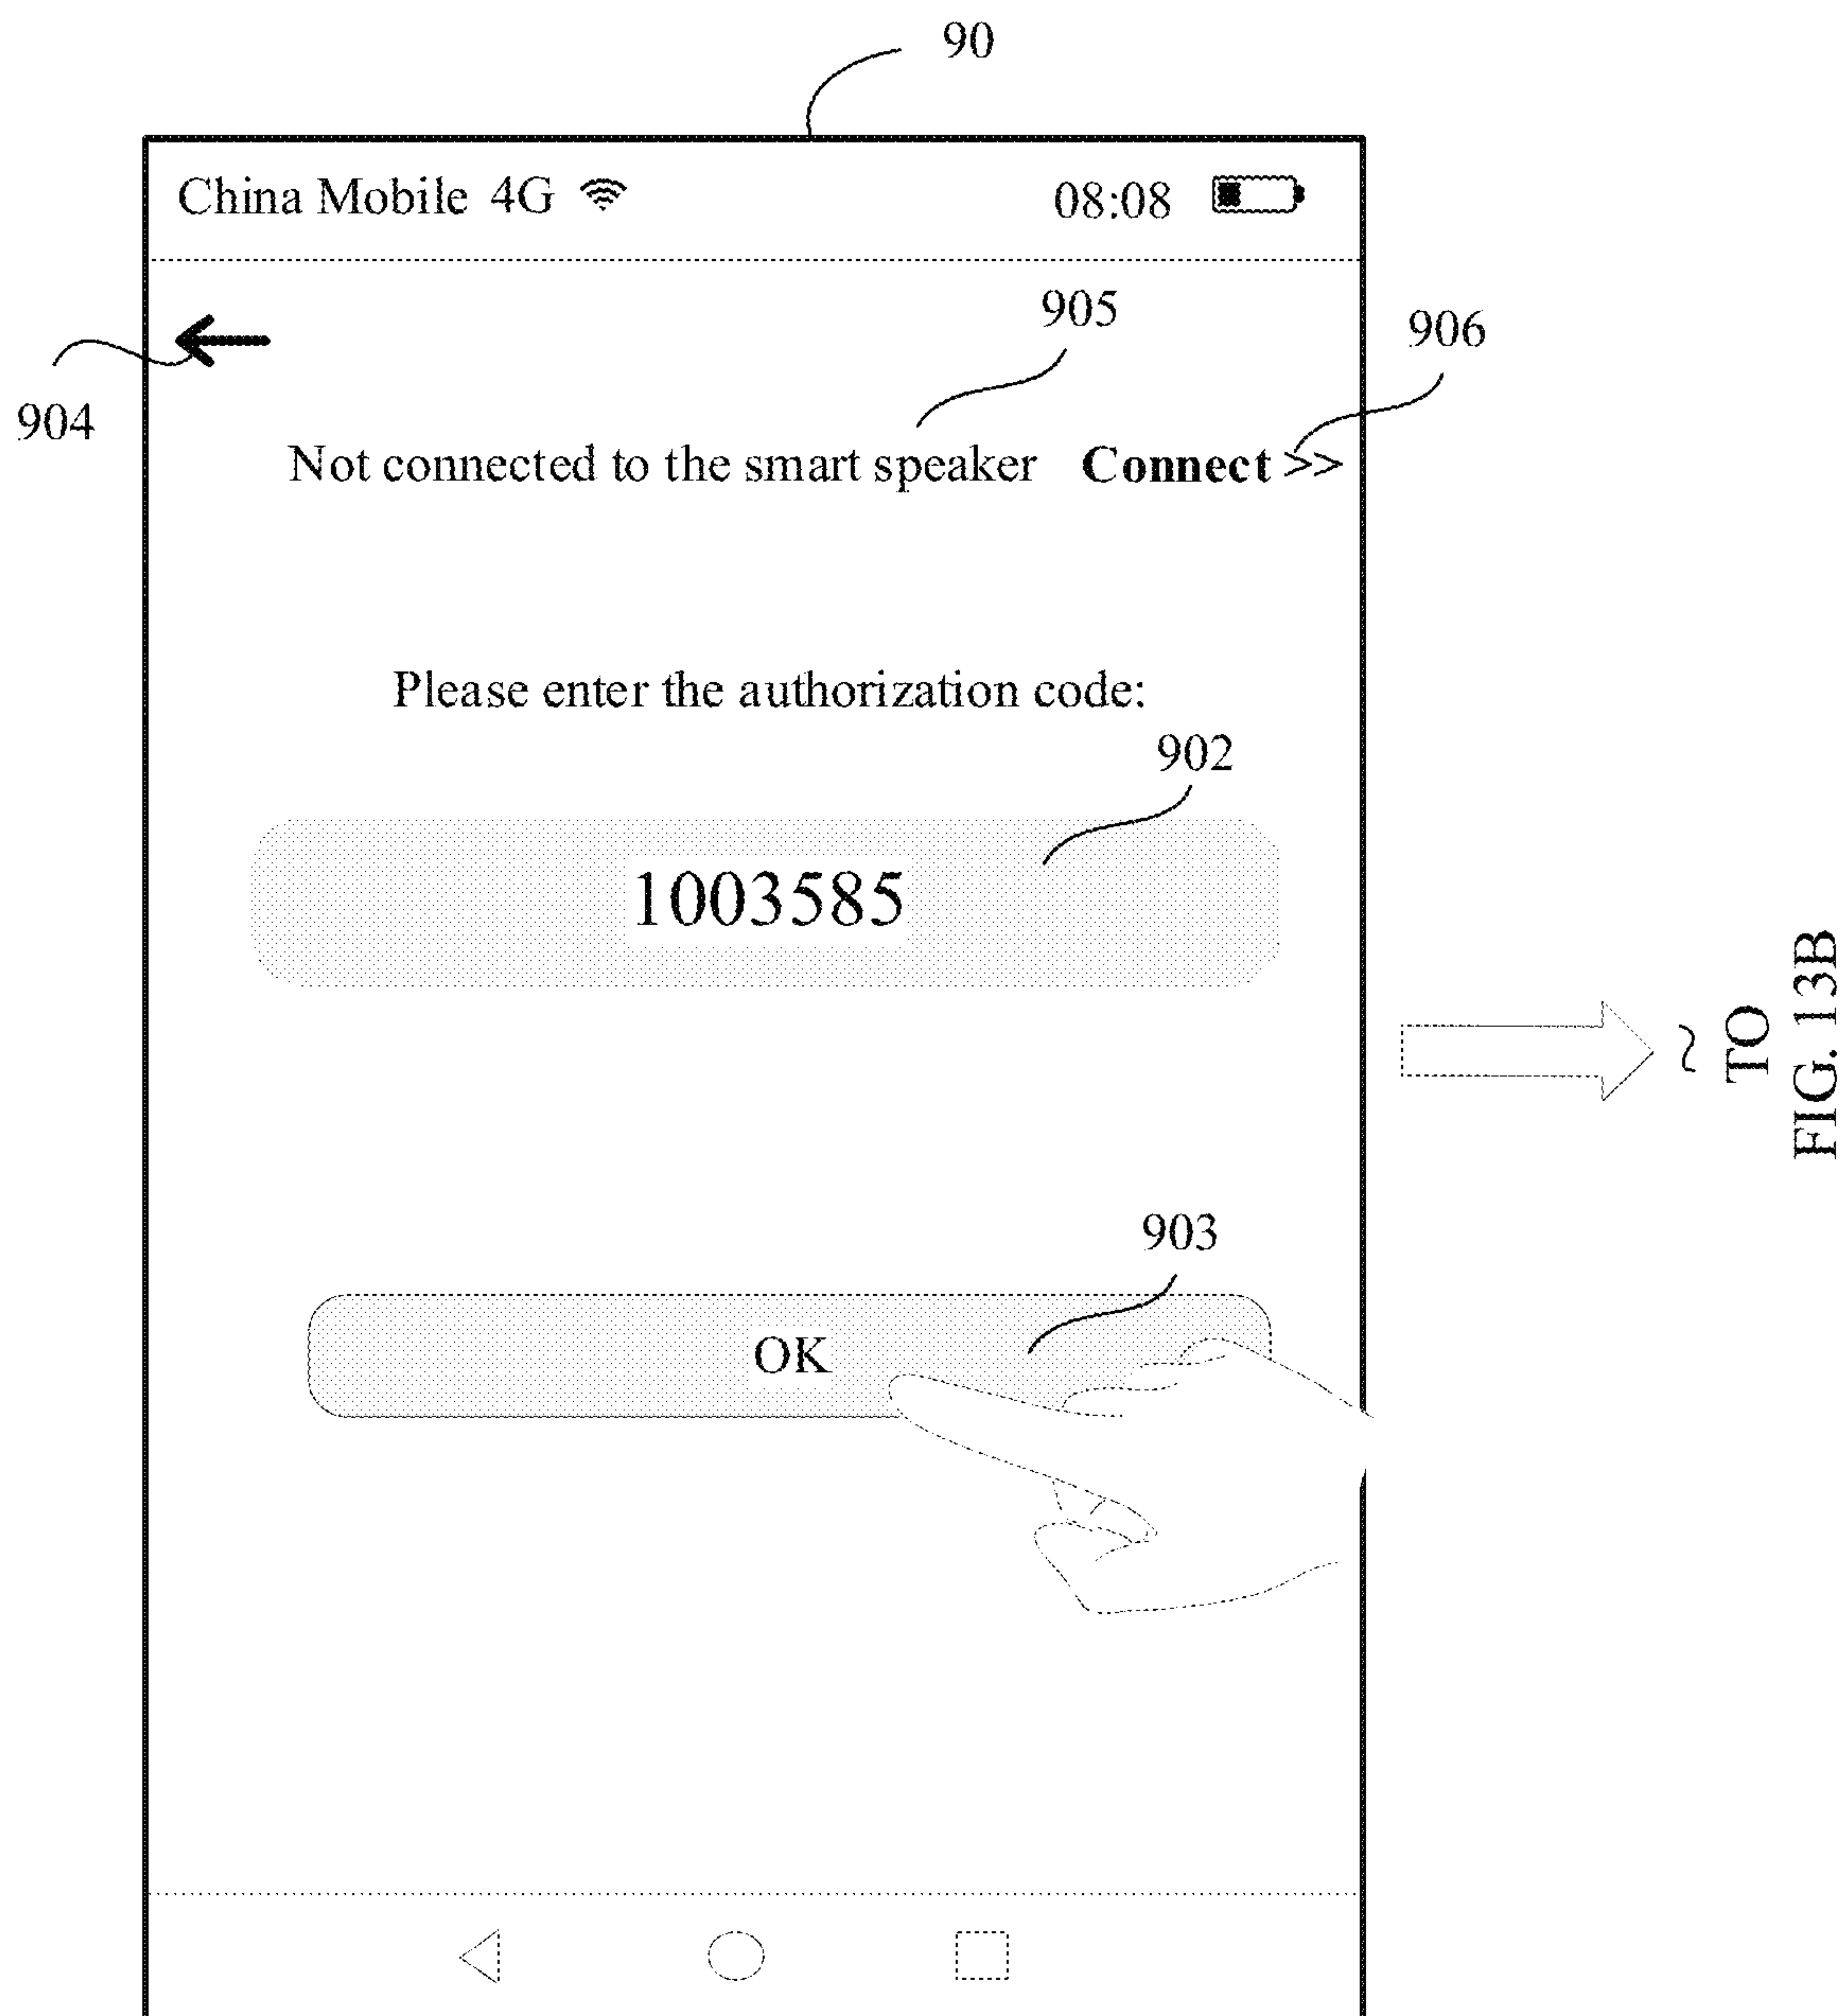 90
China Mobile 4G 08:08
905
906
904
Not connected to the smart speaker Connect >>
Please enter the authorization code:
902
1003585
TO
FIG. 13B
903
OK